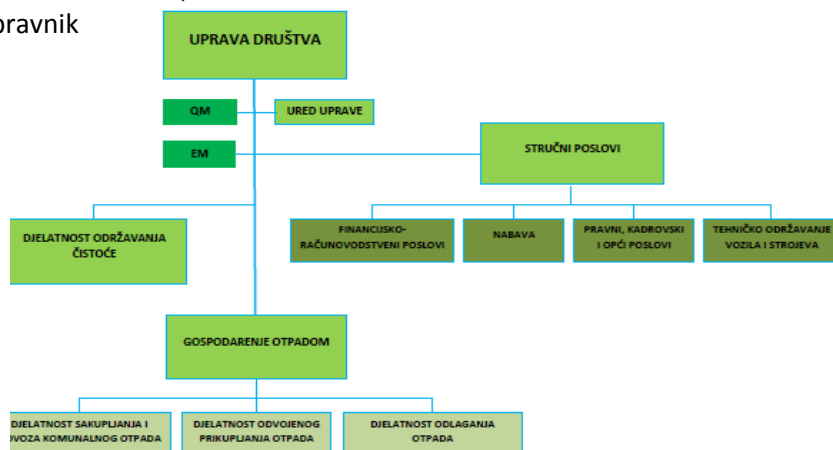 pravnik
UPRAVA DRUŠTVA
QM
URED UPRAVE
EM
STRUČNI POSLOVI
DJELATNOST ODRŽAVANJA
ČISTOĆE
FINANCIJSKO-
RAČUNOVODSTVENI POSLOVI
NABAVA
PRAVNI, KADROVSKI
I OPĆI POSLOVI
TEHNIČKO ODRŽAVANJE
VOZILA I STROJEVA
GOSPODARENJE OTPADOM
DJELATNOST SAKUPLJANJA I
OVOZA KOMUNALNOG OTPADA
DJELATNOST ODVOJENOG
PRIKUPLJANJA OTPADA
DJELATNOST ODLAGANJA
OTPADA